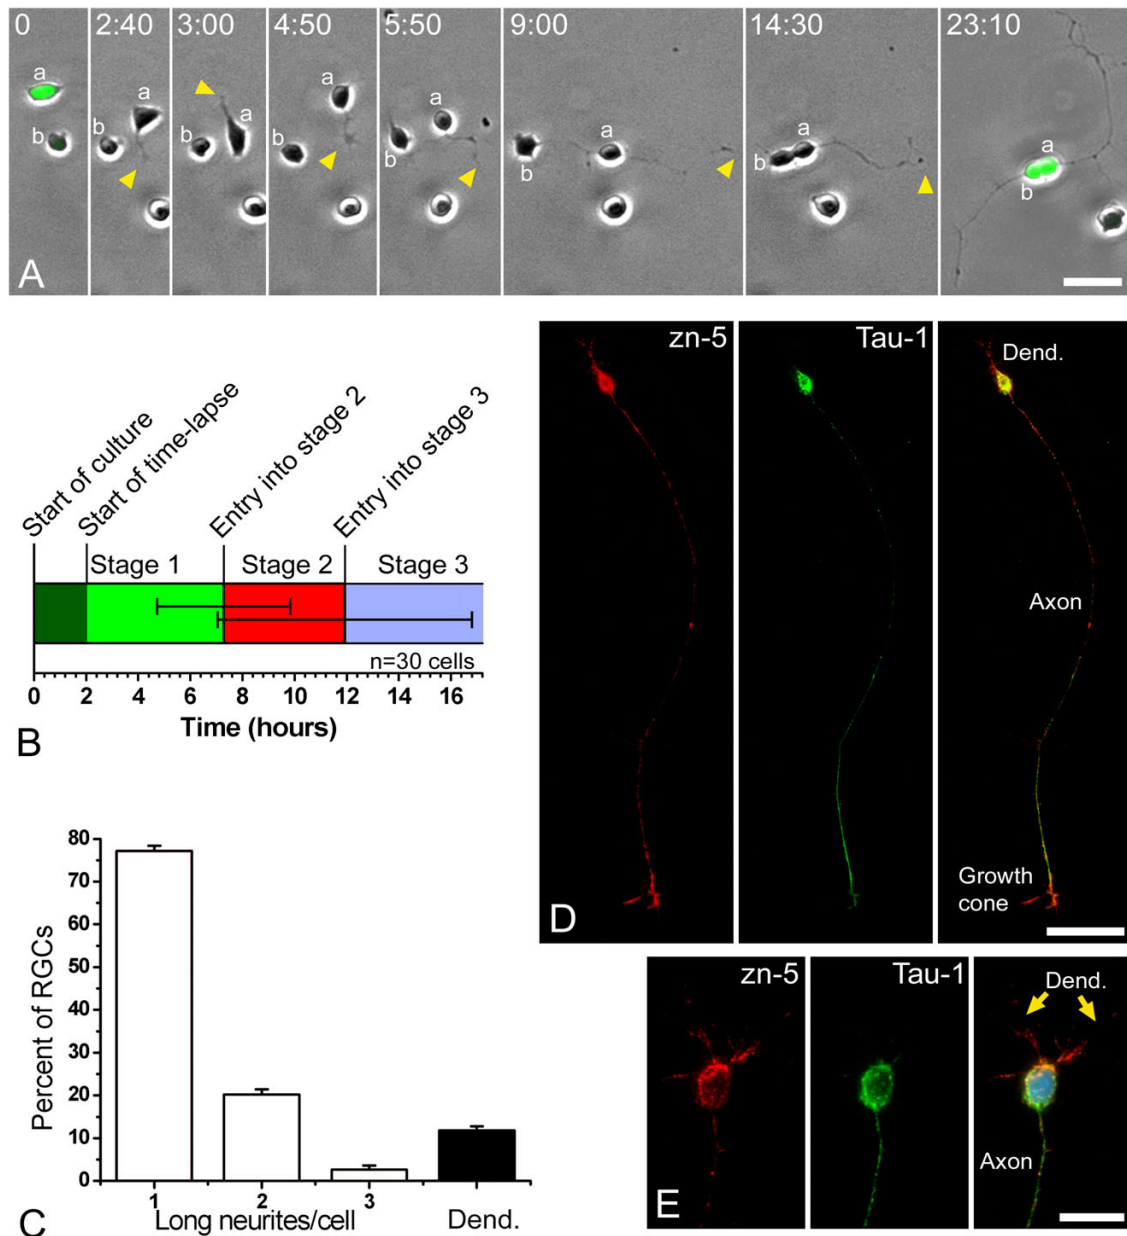 0 2:40 3:00 4:50 5:50 9:00 14:30 23:10
a a a a a a a a
b b b b b b b b
A
zn-5 Tau-1 Dend.
Axon
Growth
cone
D
Start of culture
Start of time-lapse
Entry into stage 2
Entry into stage 3
Stage 1 Stage 2 Stage 3
n=30 cells
0 2 4 6 8 10 12 14 16
Time (hours)
B
80
70
60
50
40
30
20
10
0
Percent of RGCs
1 2 3
Long neurites/cell Dend.
C
zn-5 Tau-1 Dend.
Axon
E